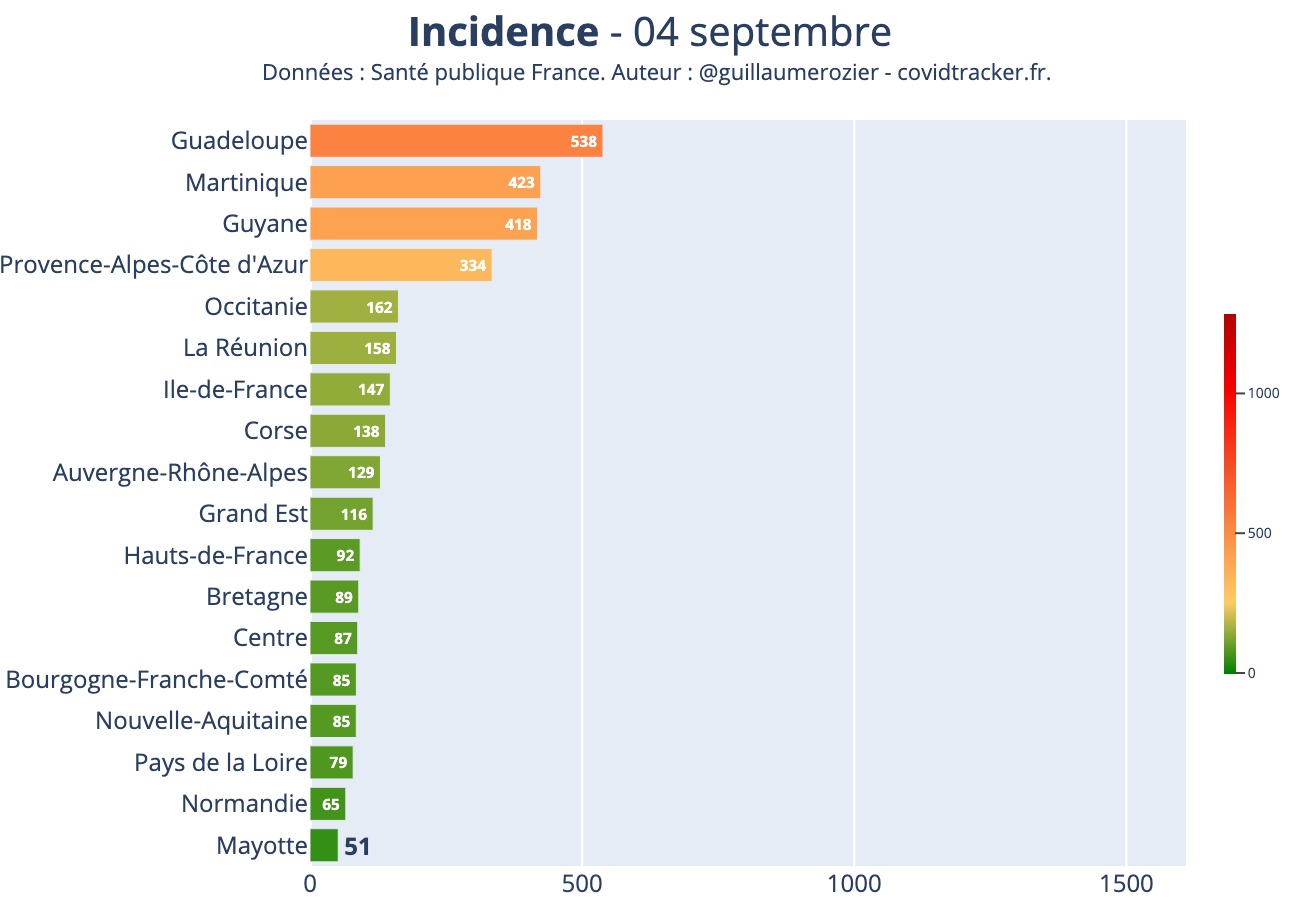 Incidence - 04 septembre
Données : Santé publique France. Auteur : @guillaumerozier - covidtracker.fr.
Guadeloupe 538
Martinique 423
Guyane 418
Provence-Alpes-Côte d'Azur 334
Occitanie 162
La Réunion 158
Ile-de-France 147
Corse 138
Auvergne-Rhône-Alpes 129
Grand Est 116
Hauts-de-France 92
Bretagne 89
Centre 87
Bourgogne-Franche-Comté 85
Nouvelle-Aquitaine 85
Pays de la Loire 79
Normandie 65
Mayotte 51
0 500 1000 1500
1000
500
0